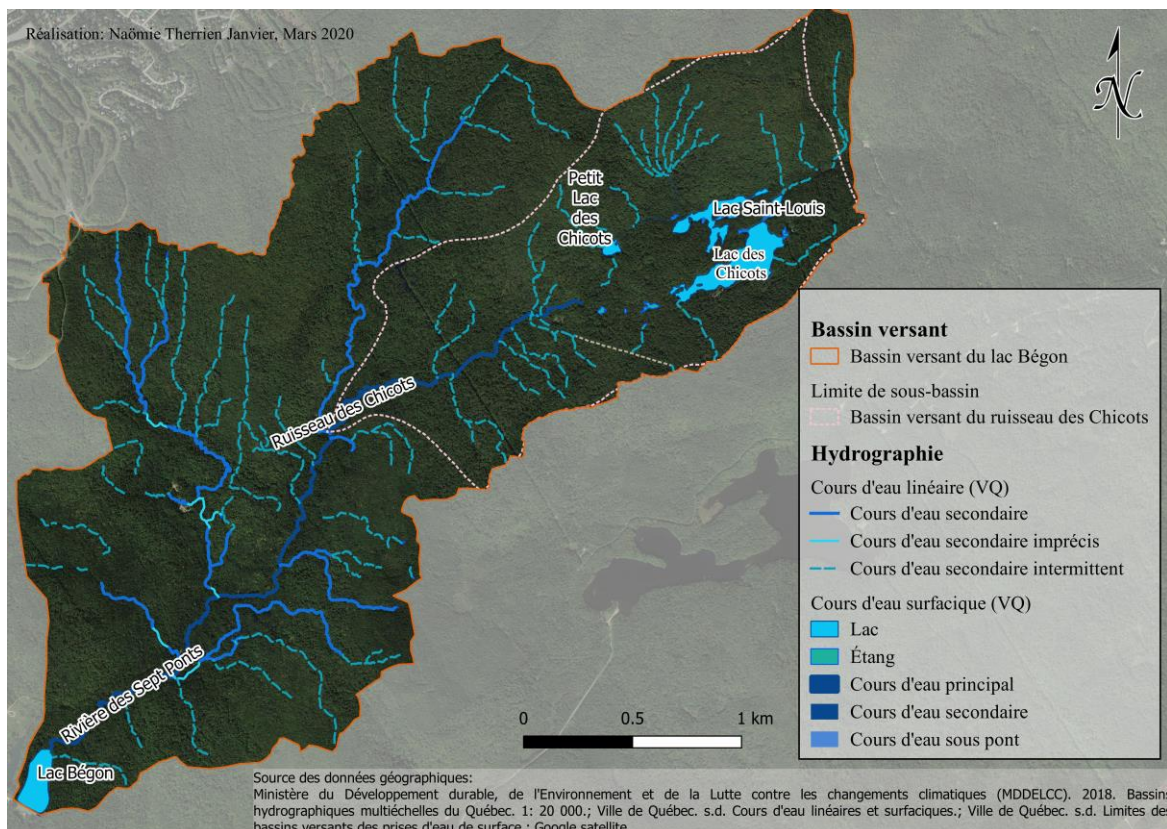 Réalisation: Naömie Therrien Janvier, Mars 2020
N
Petit
Lac
des
Chicots
Lac Saint-Louis
Lac des
Chicots
Ruisseau des Chicots
Rivière des Sept Ponts
Lac Bégon
Bassin versant
Bassin versant du lac Bégon
Limite de sous-bassin
Bassin versant du ruisseau des Chicots
Hydrographie
Cours d'eau linéaire (VQ)
Cours d'eau secondaire
Cours d'eau secondaire imprécis
Cours d'eau secondaire intermittent
Cours d'eau surfacique (VQ)
Lac
Étang
Cours d'eau principal
Cours d'eau secondaire
Cours d'eau sous pont
0 0.5 1 km
Source des données géographiques:
Ministère du Développement durable, de l'Environnement et de la Lutte contre les changements climatiques (MDDELCC). 2018. Bassins
hydrographiques multiéchelles du Québec. 1: 20 000.; Ville de Québec. s.d. Cours d'eau linéaires et surfaciques.; Ville de Québec. s.d. Limites des
bassins versants des prises d'eau de surface.; Google satellite